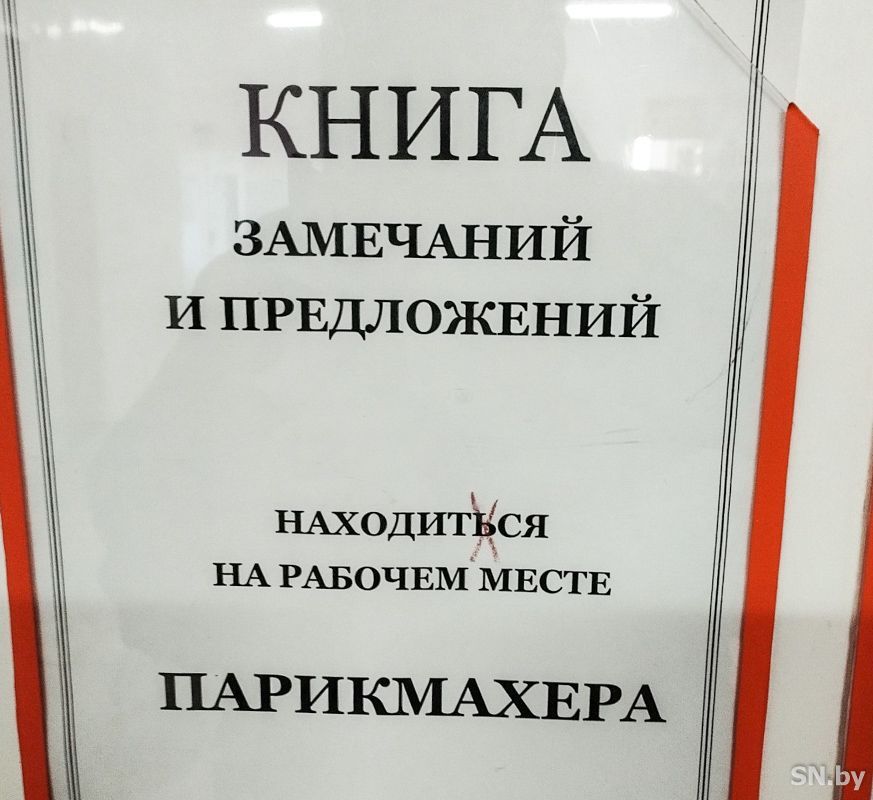 КНИГА
ЗАМЕЧАНИЙ
И ПРЕДЛОЖЕНИЙ
НАХОДИТЬСЯ
НА РАБОЧЕМ МЕСТЕ
ПАРИКМАХЕРА
SN.by